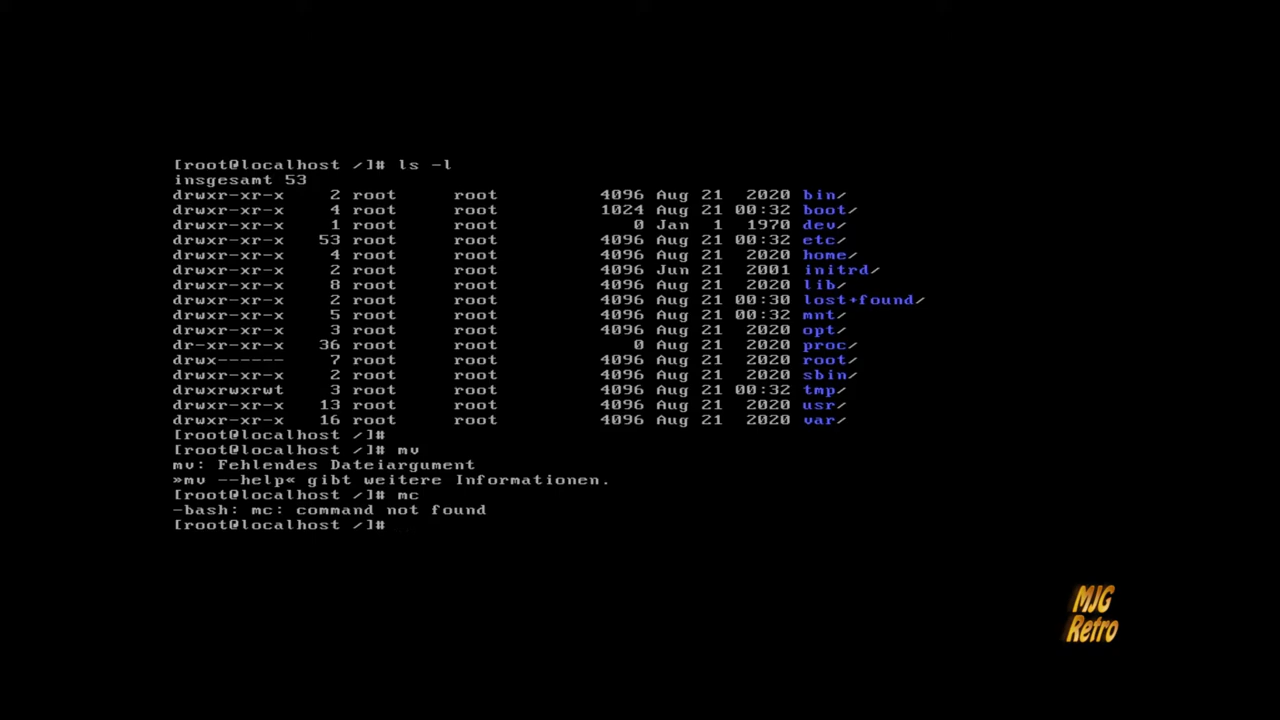 [root@localhost /]# ls -l
insgesamt 53
drwxr-xr-x 2 root root 4096 Aug 21 2020 bin/
drwxr-xr-x 4 root root 1024 Aug 21 00:32 boot/
drwxr-xr-x 1 root root 0 Jan 1 1970 dev/
drwxr-xr-x 53 root root 4096 Aug 21 00:32 etc/
drwxr-xr-x 4 root root 4096 Aug 21 2020 home/
drwxr-xr-x 2 root root 4096 Jun 21 2001 initrd/
drwxr-xr-x 8 root root 4096 Aug 21 2020 lib/
drwxr-xr-x 2 root root 4096 Aug 21 00:30 lost+found/
drwxr-xr-x 5 root root 4096 Aug 21 00:32 mnt/
drwxr-xr-x 3 root root 4096 Aug 21 2020 opt/
dr-xr-xr-x 36 root root 0 Aug 21 2020 proc/
drwx------ 7 root root 4096 Aug 21 2020 root/
drwxr-xr-x 2 root root 4096 Aug 21 2020 sbin/
drwxrwxrwt 3 root root 4096 Aug 21 00:32 tmp/
drwxr-xr-x 13 root root 4096 Aug 21 2020 usr/
drwxr-xr-x 16 root root 4096 Aug 21 2020 var/
[root@localhost /]#
[root@localhost /]# mv
mv: Fehlendes Dateiargument
»mv --help« gibt weitere Informationen.
[root@localhost /]# mc
-bash: mc: command not found
[root@localhost /]#
MJG
Retro